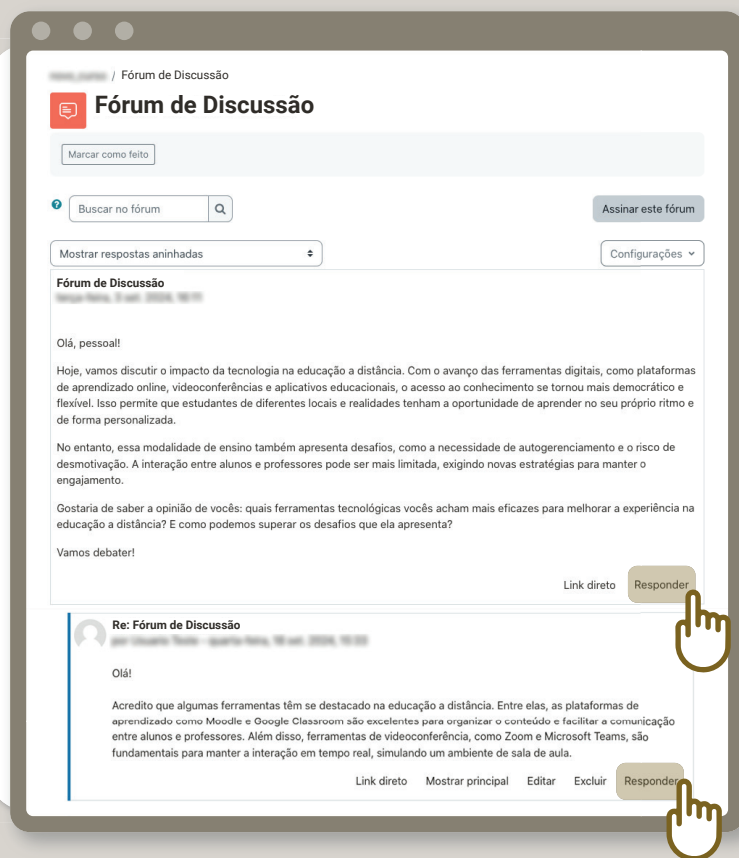 / Fórum de Discussão
Fórum de Discussão
Marcar como feito
Buscar no fórum
Assinar este fórum
Mostrar respostas aninhadas
Configurações
Fórum de Discussão
Olá, pessoal!
Hoje, vamos discutir o impacto da tecnologia na educação a distância. Com o avanço das ferramentas digitais, como plataformas
de aprendizado online, videoconferências e aplicativos educacionais, o acesso ao conhecimento se tornou mais democrático e
flexível. Isso permite que estudantes de diferentes locais e realidades tenham a oportunidade de aprender no seu próprio ritmo e
de forma personalizada.
No entanto, essa modalidade de ensino também apresenta desafios, como a necessidade de autogerenciamento e o risco de
desmotivação. A interação entre alunos e professores pode ser mais limitada, exigindo novas estratégias para manter o
engajamento.
Gostaria de saber a opinião de vocês: quais ferramentas tecnológicas vocês acham mais eficazes para melhorar a experiência na
educação a distância? E como podemos superar os desafios que ela apresenta?
Vamos debater!
Link direto Responder
Re: Fórum de Discussão
Olá!
Acredito que algumas ferramentas têm se destacado na educação a distância. Entre elas, as plataformas de
aprendizado como Moodle e Google Classroom são excelentes para organizar o conteúdo e facilitar a comunicação
entre alunos e professores. Além disso, ferramentas de videoconferência, como Zoom e Microsoft Teams, são
fundamentais para manter a interação em tempo real, simulando um ambiente de sala de aula.
Link direto Mostrar principal Editar Excluir Responder